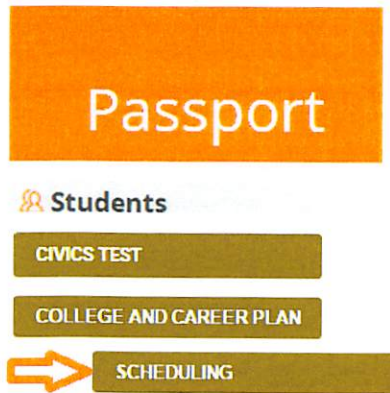 Passport
Students
CIVICS TEST
COLLEGE AND CAREER PLAN
SCHEDULING